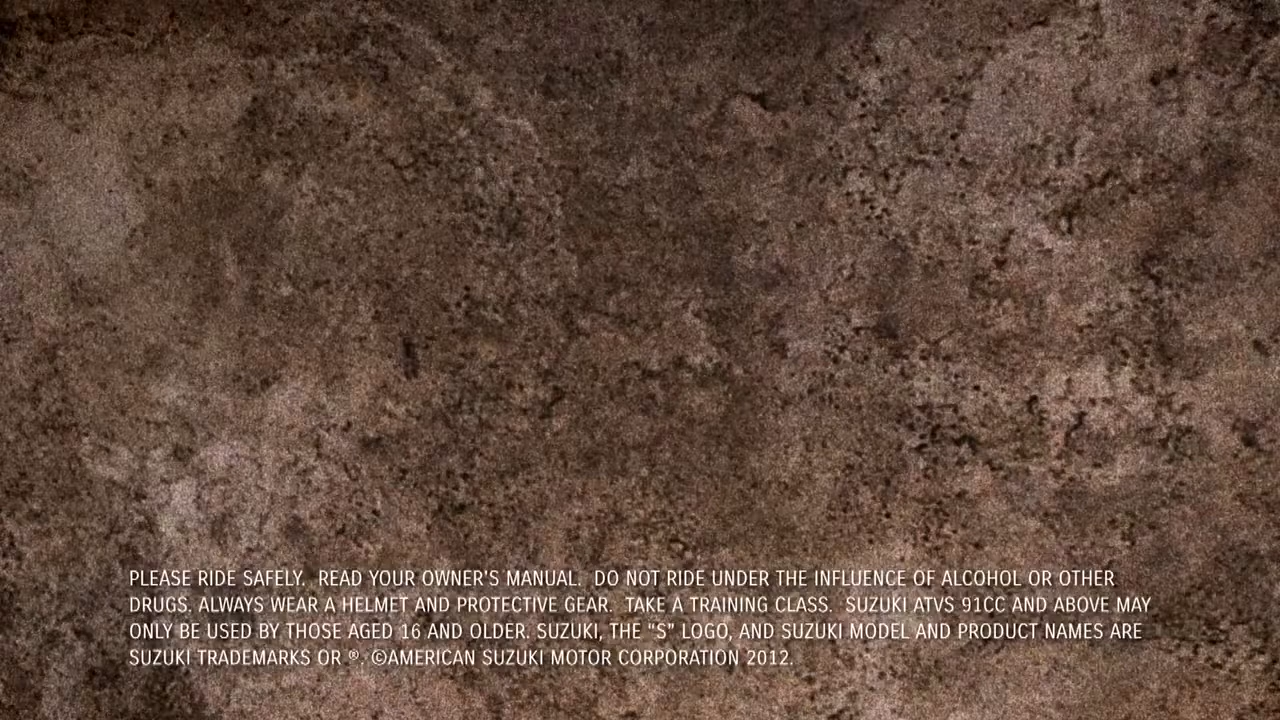 PLEASE RIDE SAFELY.  READ YOUR OWNER'S MANUAL.  DO NOT RIDE UNDER THE INFLUENCE OF ALCOHOL OR OTHER
DRUGS. ALWAYS WEAR A HELMET AND PROTECTIVE GEAR.  TAKE A TRAINING CLASS.  SUZUKI ATVS 91CC AND ABOVE MAY
ONLY BE USED BY THOSE AGED 16 AND OLDER. SUZUKI, THE “S” LOGO, AND SUZUKI MODEL AND PRODUCT NAMES ARE
SUZUKI TRADEMARKS OR ®. ©AMERICAN SUZUKI MOTOR CORPORATION 2012.